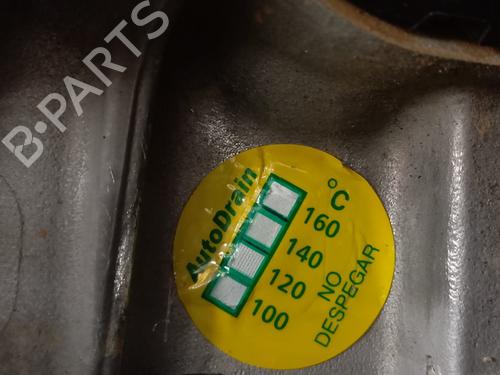 B-PARTS
AutoDrain
°C
160
140
120
100
NO
DESPEGAR